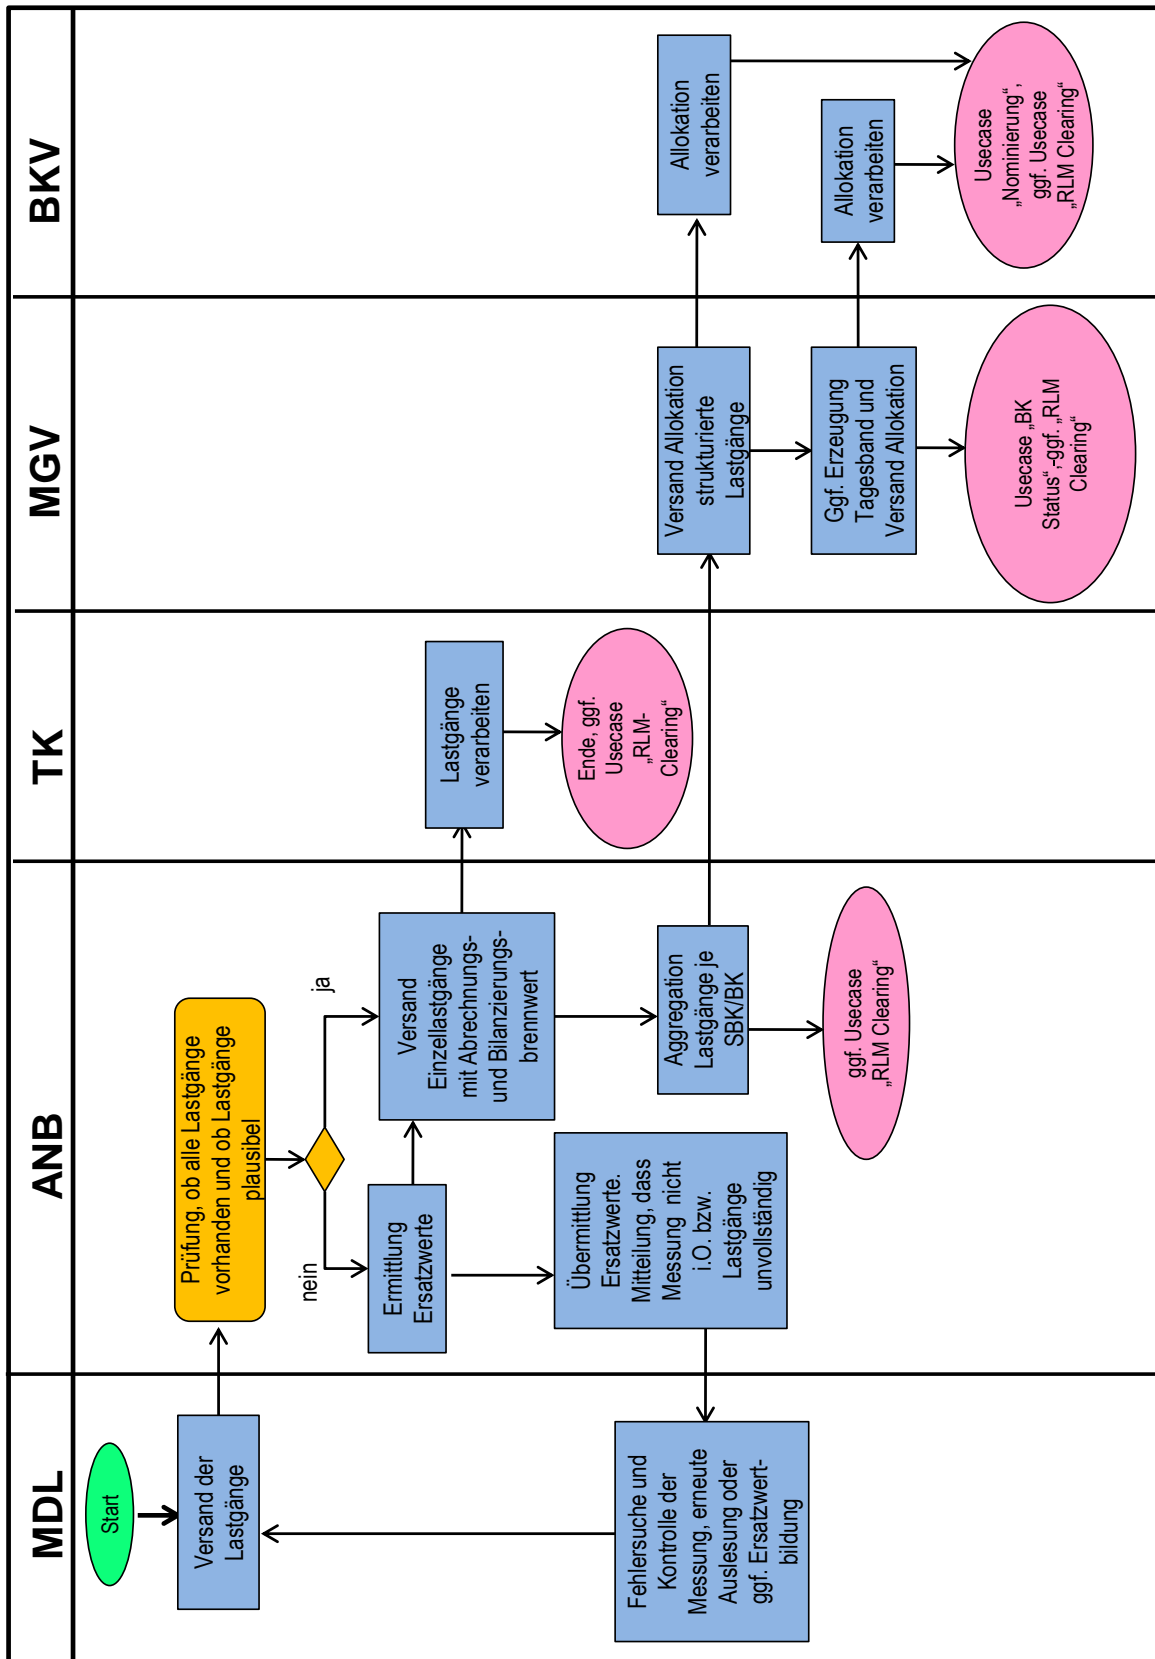 MDL
ANB
TK
MGV
BKV
Start
Versand der
Lastgänge
Fehlersuche und
Kontrolle der
Messung, erneute
Auslesung oder
ggf. Ersatzwert-
bildung
Prüfung, ob alle Lastgänge
vorhanden und ob Lastgänge
plausibel
nein
ja
Ermittlung
Ersatzwerte
Versand
Einzellastgänge
mit Abrechnungs-
und Bilanzierungs-
brennwert
Übermittlung
Ersatzwerte.
Mitteilung, dass
Messung nicht
i.O. bzw.
Lastgänge
unvollständig
Aggregation
Lastgänge je
SBK/BK
ggf. Usecase
„RLM Clearing“
Lastgänge
verarbeiten
Ende, ggf.
Usecase
„RLM-
Clearing“
Versand Allokation
strukturierte
Lastgänge
Ggf. Erzeugung
Tagesband und
Versand Allokation
Usecase „BK
Status“,-ggf. „RLM
Clearing“
Allokation
verarbeiten
Allokation
verarbeiten
Usecase
„Nominierung“,
ggf. Usecase
„RLM Clearing“